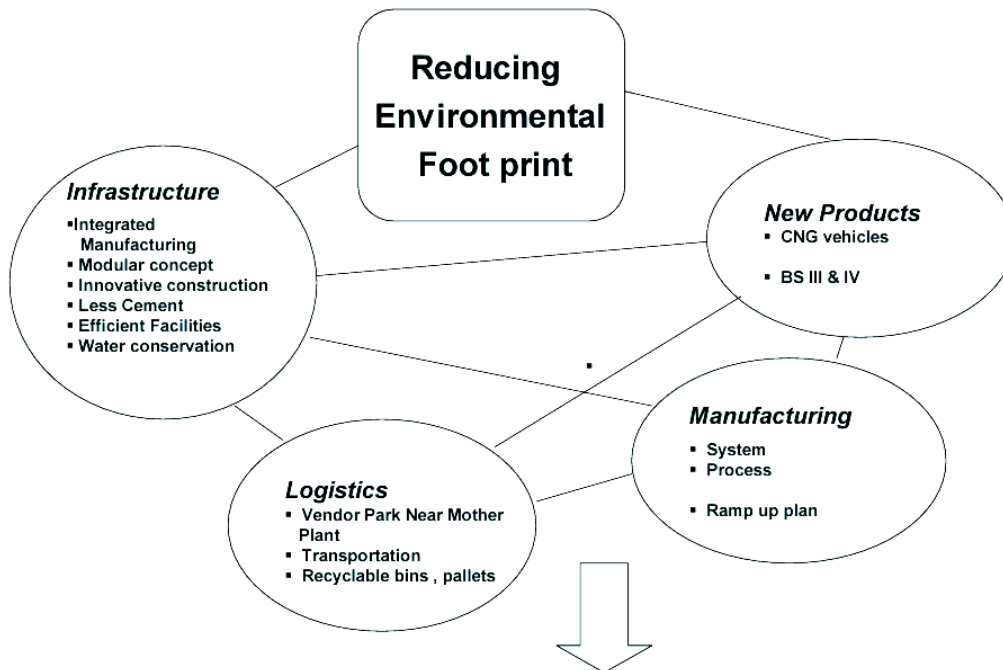 Reducing
Environmental
Foot print
Infrastructure
▪Integrated
Manufacturing
▪ Modular concept
▪ Innovative construction
▪ Less Cement
▪ Efficient Facilities
▪ Water conservation
New Products
▪ CNG vehicles
▪ BS III & IV
Manufacturing
▪ System
▪ Process
▪ Ramp up plan
Logistics
▪ Vendor Park Near Mother
Plant
▪ Transportation
▪ Recyclable bins , pallets